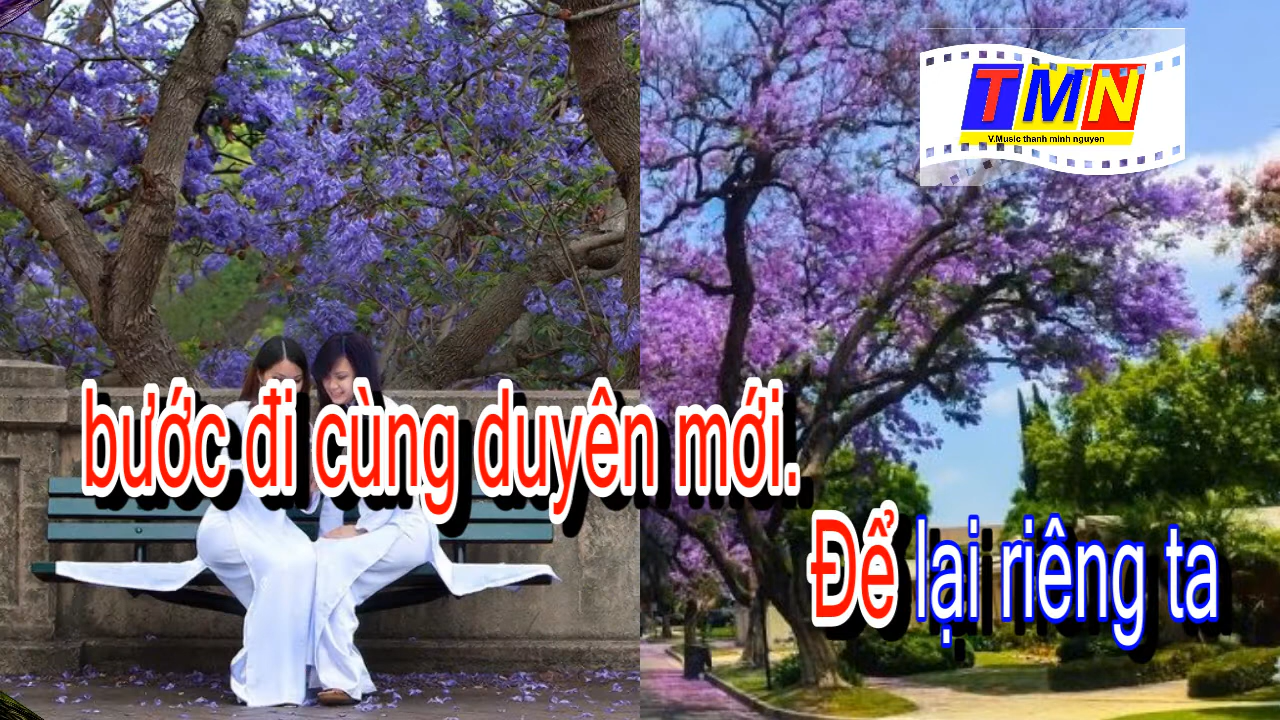 TMN
V.Music thanh minh nguyen
bước đi cùng duyên mới.
Để lại riêng ta